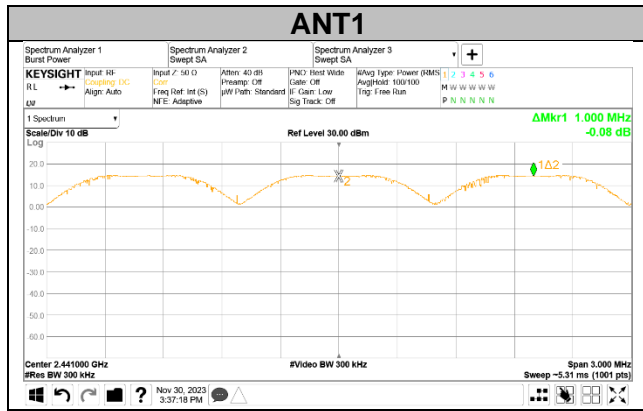 ANT1
Spectrum Analyzer 1
Burst Power
Spectrum Analyzer 2
Swept SA
Spectrum Analyzer 3
Swept SA
KEYSIGHT
RL
Input: RF
Coupling: DC
Align: Auto
Input Z: 50 Ω
Corr
Freq Ref: Int (S)
NFE: Adaptive
Atten: 40 dB
Preamp: Off
µW Path: Standard
PNO: Best Wide
Gate: Off
IF Gain: Low
Sig Track: Off
#Avg Type: Power (RMS
Avg|Hold: 100/100
Trig: Free Run
1 2 3 4 5 6
M W W W W W
P N N N N N
1 Spectrum
Scale/Div 10 dB
Log
Ref Level 30.00 dBm
ΔMkr1 1.000 MHz
-0.08 dB
20.0
10.0
0.00
-10.0
-20.0
-30.0
40.0
50.0
60.0
1Δ2
2
Center 2.441000 GHz
#Res BW 300 kHz
#Video BW 300 kHz
Span 3.000 MHz
Sweep ~5.31 ms (1001 pts)
?
Nov 30, 2023
3:37:18 PM